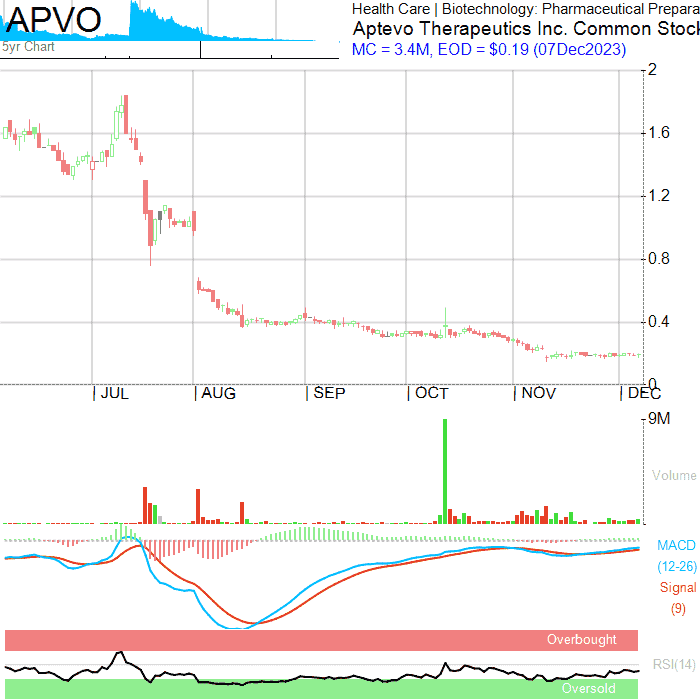 APVO
5yr Chart
Health Care | Biotechnology: Pharmaceutical Prepara
Aptevo Therapeutics Inc. Common Stock
MC = 3.4M, EOD = $0.19 (07Dec2023)
2
1.6
1.2
0.8
0.4
0
JUL AUG SEP OCT NOV DEC
9M
Volume
MACD
(12-26)
Signal
(9)
Overbought
RSI(14)
Oversold